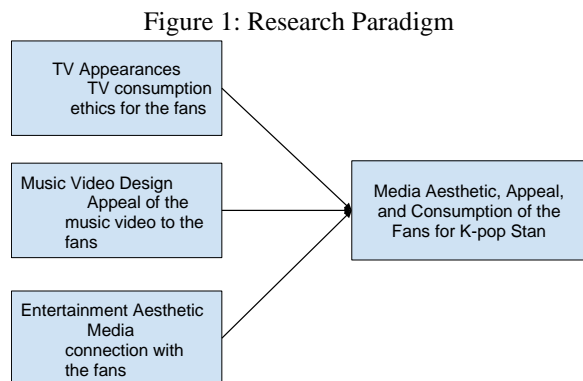 Figure 1: Research Paradigm
TV Appearances
TV consumption
ethics for the fans
Music Video Design
Appeal of the
music video to the
fans
Entertainment Aesthetic
Media
connection with
the fans
Media Aesthetic, Appeal,
and Consumption of the
Fans for K-pop Stan